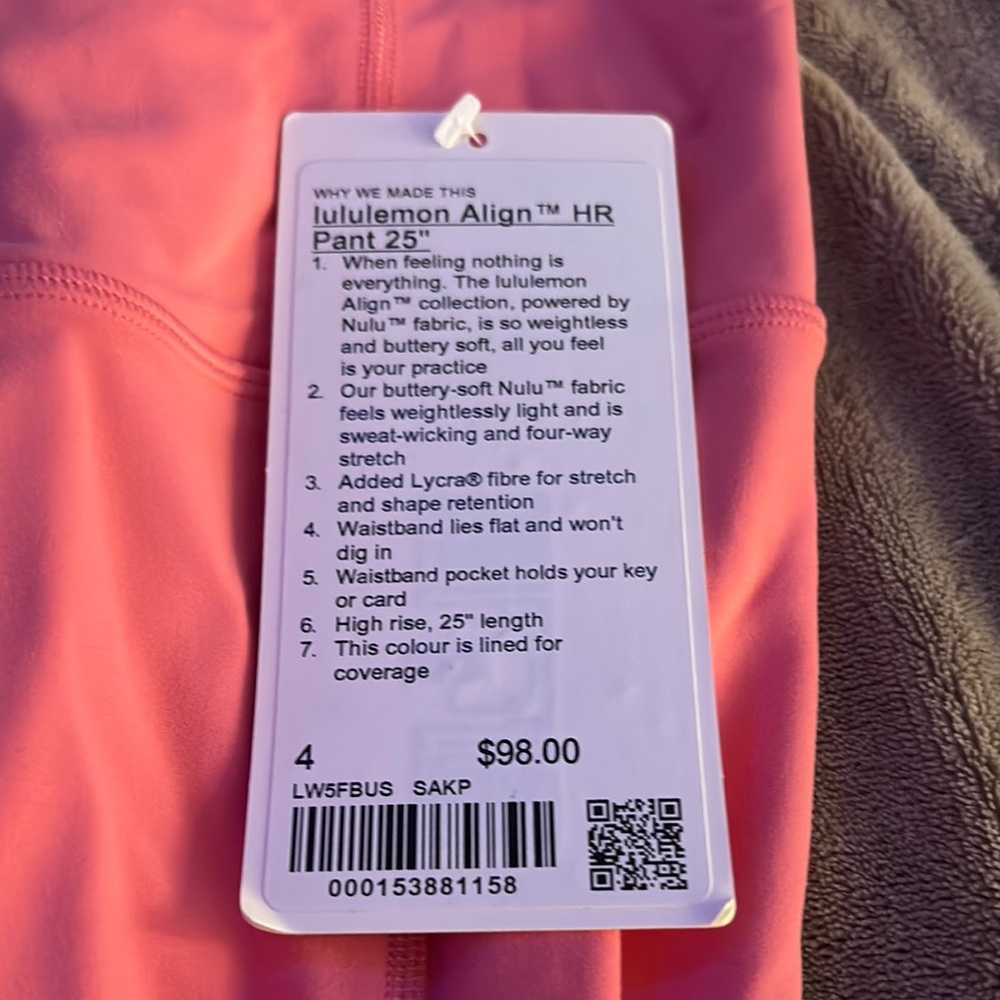 WHY WE MADE THIS
lululemon Align™ HR
Pant 25"
1. When feeling nothing is
everything. The lululemon
Align™ collection, powered by
Nulu™ fabric, is so weightless
and buttery soft, all you feel
is your practice
2. Our buttery-soft Nulu™ fabric
feels weightlessly light and is
sweat-wicking and four-way
stretch
3. Added Lycra® fibre for stretch
and shape retention
4. Waistband lies flat and won't
dig in
5. Waistband pocket holds your key
or card
6. High rise, 25" length
7. This colour is lined for
coverage
4 $98.00
LW5FBUS SAKP
000153881158